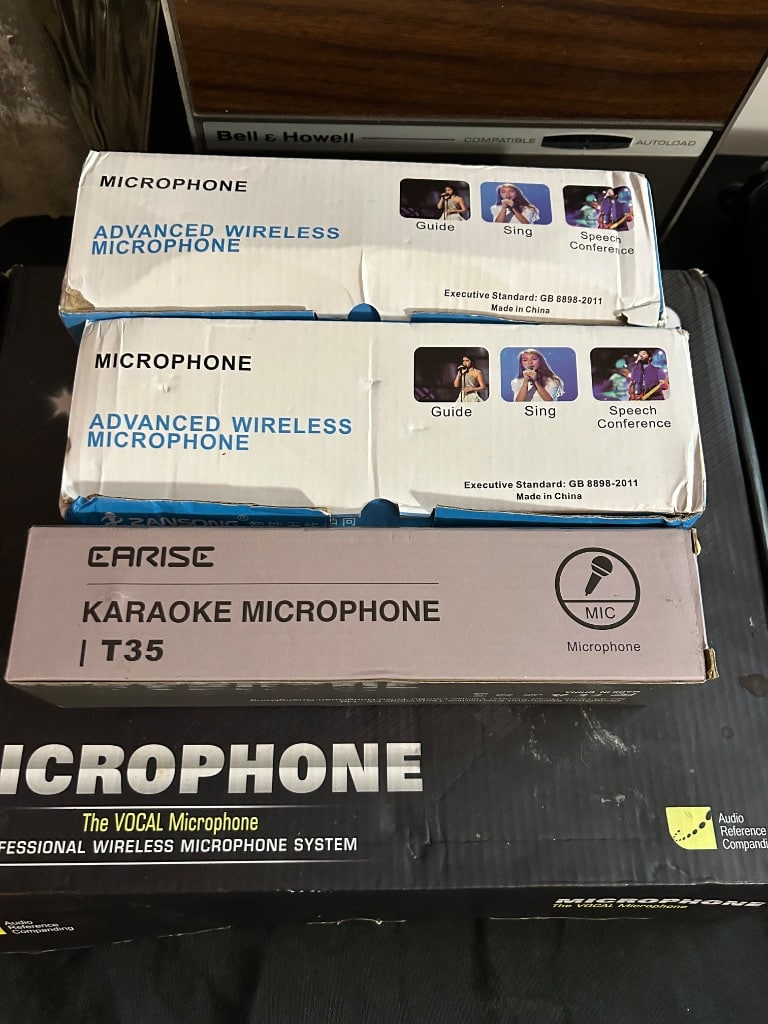 Bell & Howell
COMPATIBLE AUTOLOAD
MICROPHONE
ADVANCED WIRELESS
MICROPHONE
Guide
Sing
Speech
Conference
Executive Standard: GB 8898-2011
Made in China
MICROPHONE
ADVANCED WIRELESS
MICROPHONE
Guide
Sing
Speech
Conference
Executive Standard: GB 8898-2011
Made in China
ZANSONG®
EARISE
KARAOKE MICROPHONE
| T35
MIC
Microphone
ICROPHONE
The VOCAL Microphone
FESSIONAL WIRELESS MICROPHONE SYSTEM
Audio
Reference
Compandi
MICROPHONE
The VOCAL Microphone
Audio
Reference
Companding